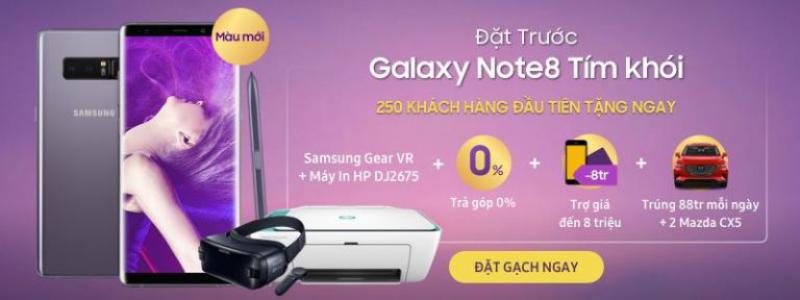 SAMSUNG
Màu mới
Đặt Trước
Galaxy Note8 Tím khói
250 KHÁCH HÀNG ĐẦU TIÊN TẶNG NGAY
Samsung Gear VR
+ Máy In HP DJ2675
+
0%
Trả góp 0%
+
-8tr
Trợ giá
đến 8 triệu
+
Trúng 88tr mỗi ngày
+ 2 Mazda CX5
ĐẶT GẠCH NGAY